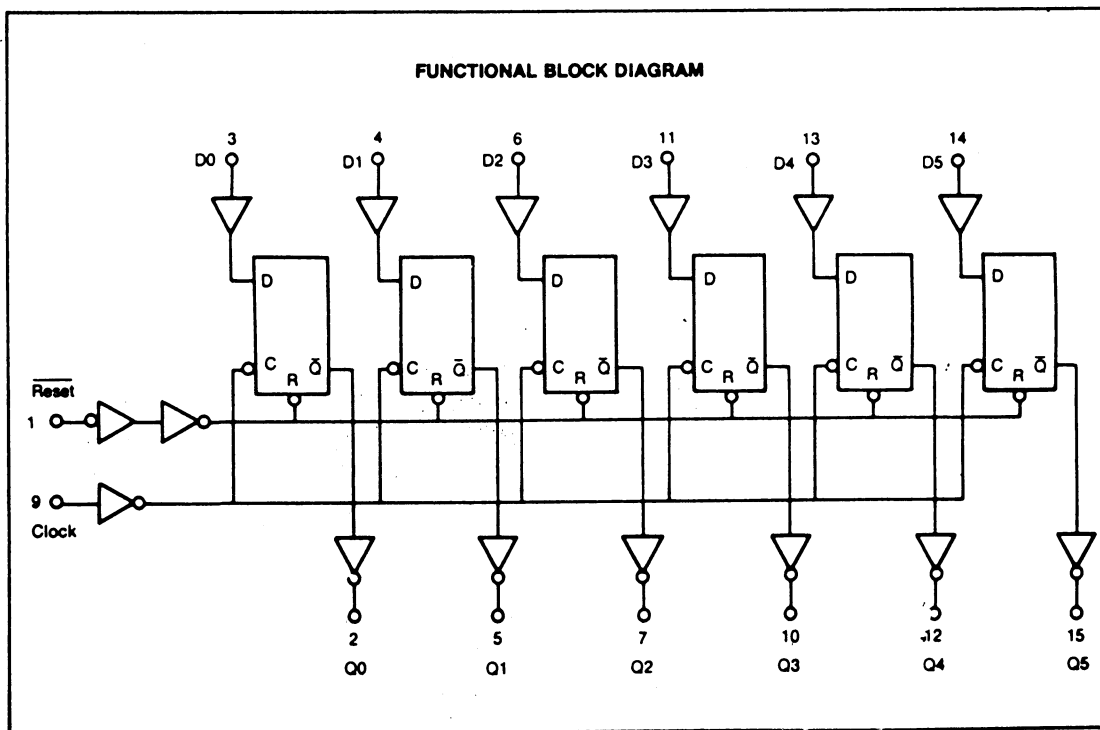 FUNCTIONAL BLOCK DIAGRAM
3 4 6 11 13 14
D0 D1 D2 D3 D4 D5
D D D D D D
C R Q̅ C R Q̅ C R Q̅ C R Q̅ C R Q̅ C R Q̅
R̅e̅s̅e̅t̅
1
9
Clock
2 5 7 10 12 15
Q0 Q1 Q2 Q3 Q4 Q5